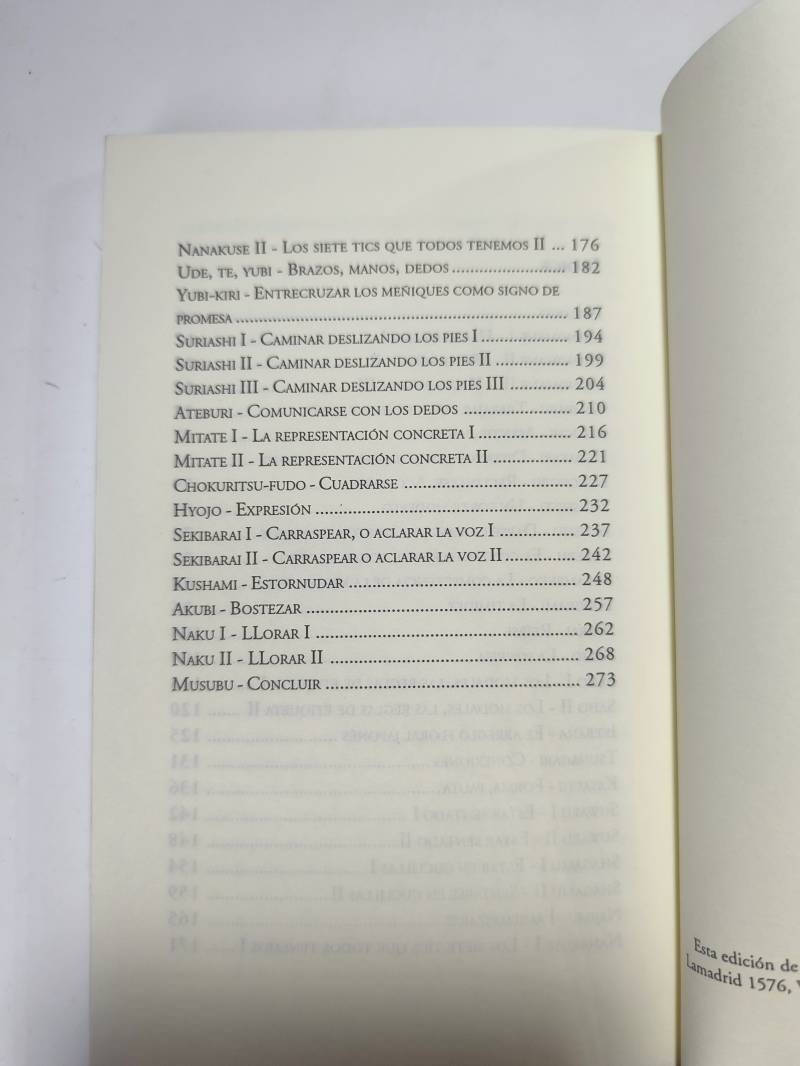 Nanakuse II - Los siete tics que todos tenemos II ... 176
Ude, te, yubi - Brazos, manos, dedos ........................ 182
Yubi-kiri - Entrecruzar los meñiques como signo de
promesa ...................................................................... 187
Suriashi I - Caminar deslizando los pies I .................. 194
Suriashi II - Caminar deslizando los pies II ............... 199
Suriashi III - Caminar deslizando los pies III ............ 204
Ateburi - Comunicarse con los dedos ...................... 210
Mitate I - La representación concreta I .................... 216
Mitate II - La representación concreta II ................. 221
Chokuritsu-fudo - Cuadrarse ................................... 227
Hyojo - Expresión ..................................................... 232
Sekibarai I - Carraspear, o aclarar la voz I ............... 237
Sekibarai II - Carraspear o aclarar la voz II .............. 242
Kushami - Estornudar ............................................... 248
Akubi - Bostezar ....................................................... 257
Naku I - LLorar I ...................................................... 262
Naku II - LLorar II ................................................... 268
Musubu - Concluir ................................................... 273
Esta edición de
Lamadrid 1576,